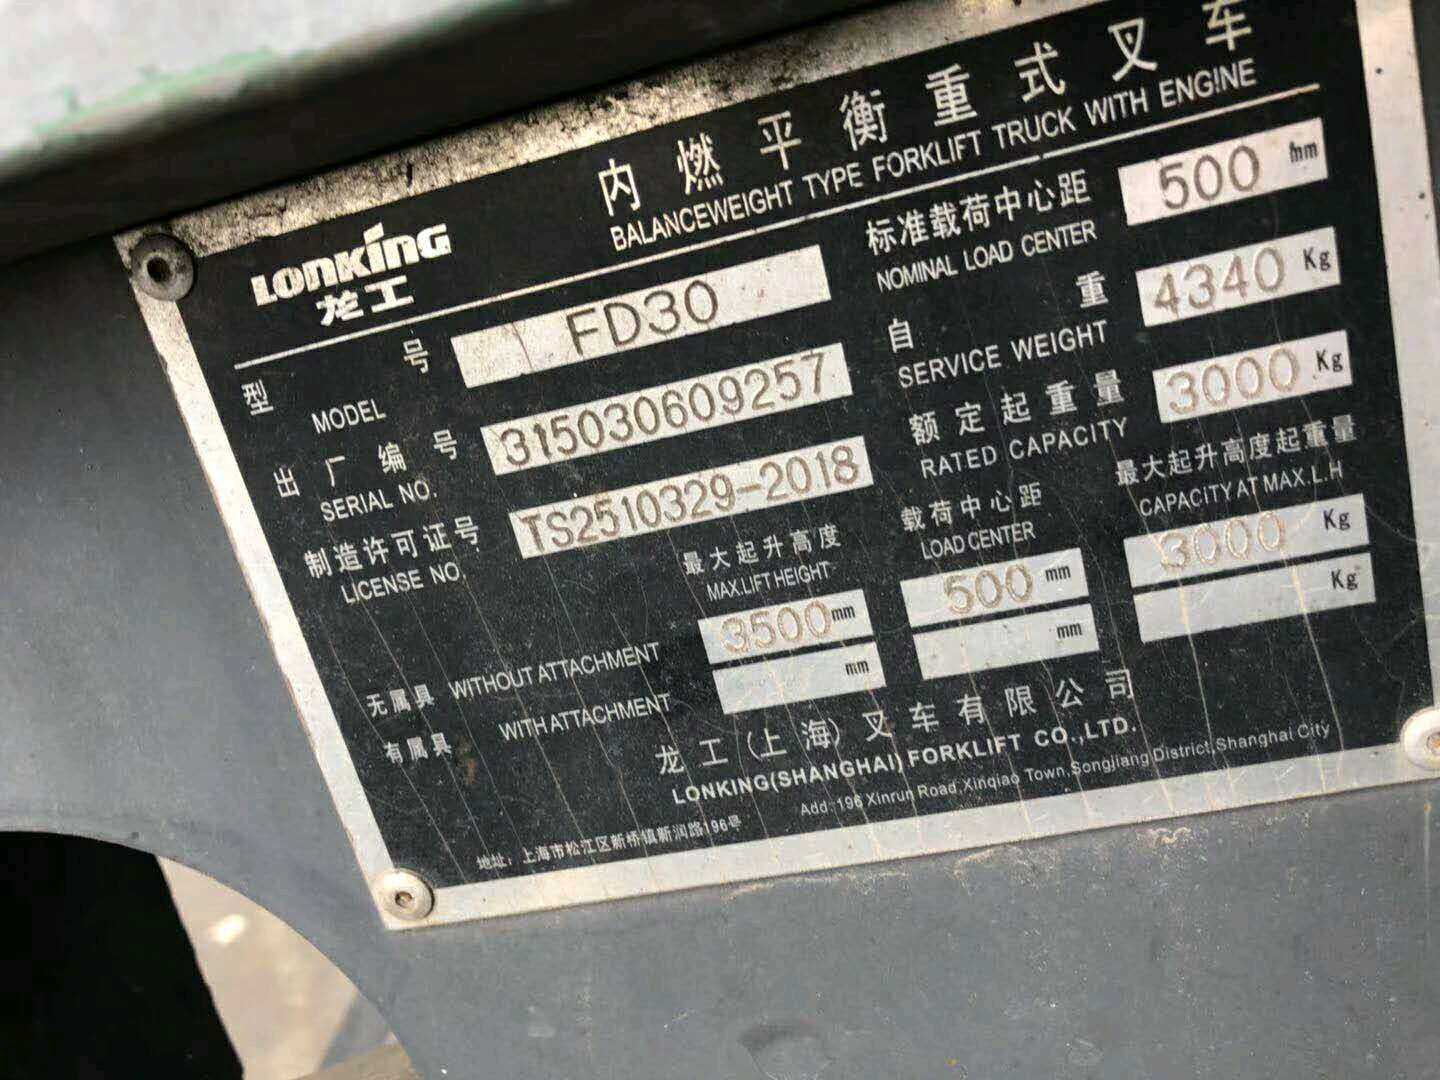 内燃平衡重式叉车
BALANCEWEIGHT TYPE FORKLIFT TRUCK WITH ENGINE
LONKING
龙工
型号 FD30
MODEL
出厂编号 315030609257
SERIAL NO.
制造许可证号 TS2510329-2018
LICENSE NO.
标准载荷中心距 500 mm
NOMINAL LOAD CENTER
自重 4340 Kg
SERVICE WEIGHT
额定起重量 3000 Kg
RATED CAPACITY
最大起升高度 载荷中心距 最大起升高度起重量
MAX.LIFT HEIGHT LOAD CENTER CAPACITY AT MAX.L.H
无属具 WITHOUT ATTACHMENT 3500 mm 500 mm 3000 Kg
有属具 WITH ATTACHMENT mm mm Kg
龙工(上海)叉车有限公司
LONKING(SHANGHAI) FORKLIFT CO.,LTD.
地址: 上海市松江区新桥镇新润路196号 Add:196 Xinrun Road,Xinqiao Town,Songjiang District,Shanghai City